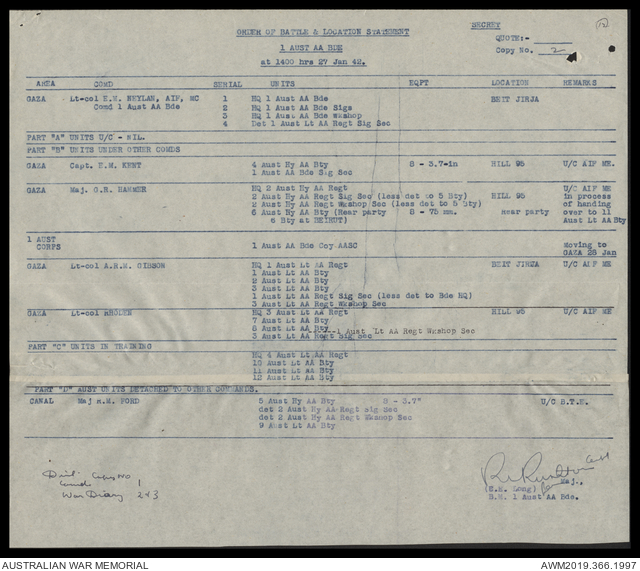 SECRET
ORDER OF BATTLE & LOCATION STATEMENT
QUOTE:-
1 AUST AA BDE
Copy No. 2
at 1400 hrs 27 Jan 42.
AREA COMD SERIAL UNITS EQPT LOCATION REMARKS
GAZA Lt-col E.M. NEYLAN, AIF, MC 1 HQ 1 Aust AA Bde BEIT JIRJA
Comd 1 Aust AA Bde 2 HQ 1 Aust AA Bde Sigs
3 HQ 1 Aust AA Bde Wkshop
4 Det 1 Aust Lt AA Regt Sig Sec
PART "A" UNITS U/C - NIL.
PART "B" UNITS UNDER OTHER COMDS
GAZA Capt. E.M. KENT 4 Aust Hy AA Bty 8 - 3.7-in HILL 95 U/C AIF ME.
1 Aust AA Bde Sig Sec
GAZA Maj. G.R. HAMMER HQ 2 Aust Hy AA Regt U/C AIF ME
2 Aust Hy AA Regt Sig Sec (less det to 5 Bty) HILL 95 in process
2 Aust Hy AA Regt Wkshop Sec (less det to 5 Bty) of handing
6 Aust Hy AA Bty (Rear party 8 - 75 mm. rear party over to 11
6 Bty at BEIRUT) Aust Lt AA Bty
1 AUST
CORPS 1 Aust AA Bde Coy AASC Moving to
GAZA 28 Jan
GAZA Lt-col A.R.M. GIBSON HQ 1 Aust Lt AA Regt BEIT JIRJA U/C AIF ME
1 Aust Lt AA Bty
2 Aust Lt AA Bty
3 Aust Lt AA Bty
1 Aust Lt AA Regt Sig Sec (less det to Bde HQ)
3 Aust Lt AA Regt Wkshop Sec
GAZA Lt-col RHODEN HQ 3 Aust Lt AA Regt HILL 95 U/C AIF ME
7 Aust Lt AA Bty
8 Aust Lt AA Bty 1 Aust Lt AA Regt Wkshop Sec
3 Aust Lt AA Regt Sig Sec
PART "C" UNITS IN TRAINING
HQ 4 Aust Lt AA Regt
10 Aust Lt AA Bty
11 Aust Lt AA Bty
12 Aust Lt AA Bty
PART "D" AUST UNITS DETACHED TO OTHER COMMANDS.
CANAL Maj N.M. FORD 5 Aust Hy AA Bty 8 - 3.7" U/C B.T.E.
det 2 Aust Hy AA Regt Sig Sec
det 2 Aust Hy AA Regt Wkshop Sec
9 Aust Lt AA Bty
Copy No
1
War Diary 2 & 3
Capt
for Maj.,
(E.K. Long)
B.M. 1 Aust AA Bde.
AUSTRALIAN WAR MEMORIAL AWM2019.366.1997